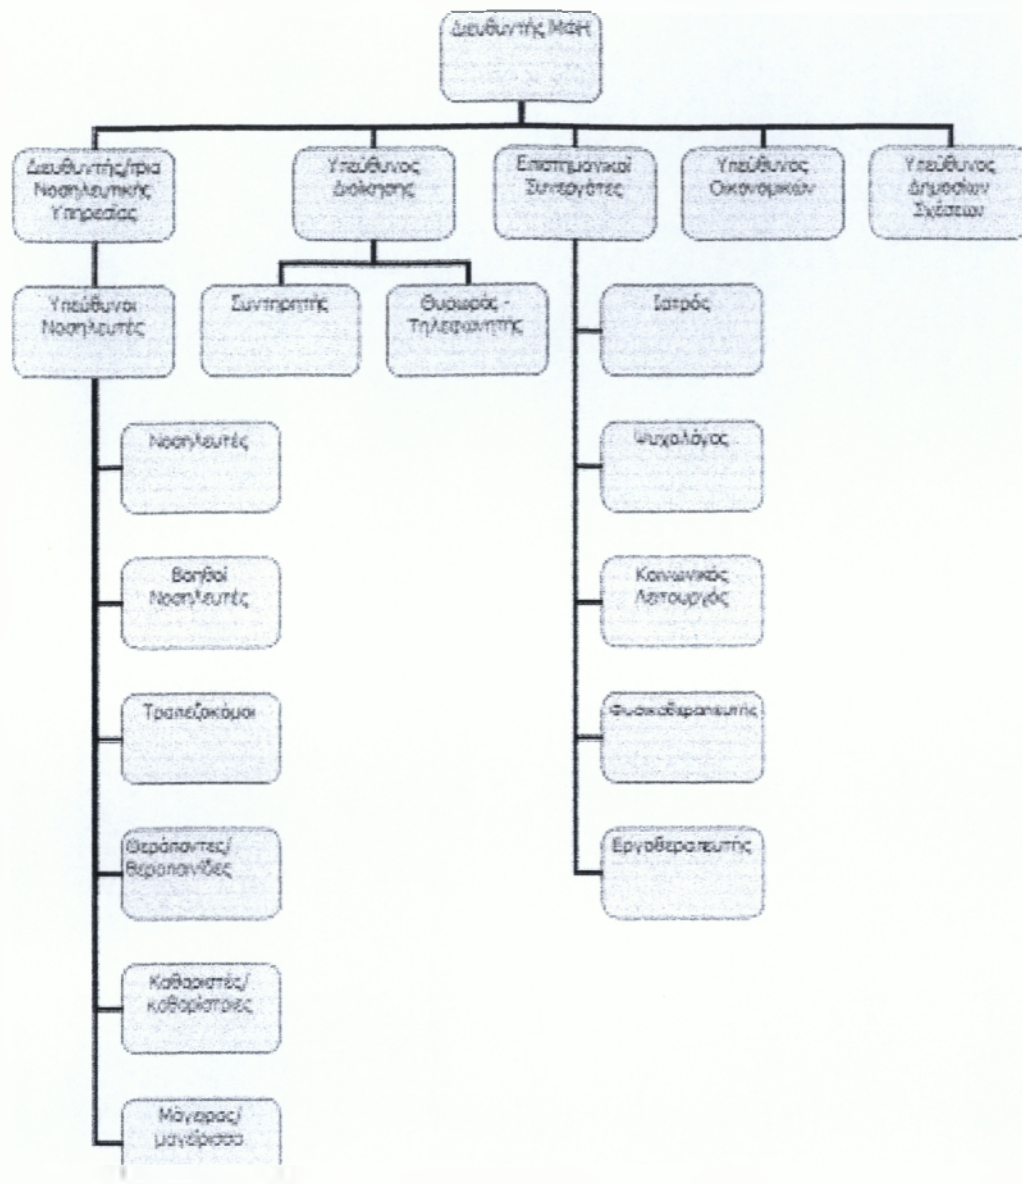 Διευθυντής ΜΦΗ
Διευθυντής/τρια
Νοσηλευτικής
Υπηρεσίας
Υπεύθυνος
Διοίκησης
Επιστημονικοί
Συνεργάτες
Υπεύθυνος
Οικονομικών
Υπεύθυνος
Δημοσίων
Σχέσεων
Υπεύθυνοι
Νοσηλευτές
Συντηρητής
Θυρωρός -
Τηλεφωνητής
Ιατρός
Νοσηλευτές
Ψυχολόγος
Βοηθοί
Νοσηλευτές
Κοινωνικός
Λειτουργός
Τραπεζοκόμοι
Φυσικοθεραπευτής
Θεράποντες/
θεραπαινίδες
Εργοθεραπευτής
Καθαριστές/
καθαρίστριες
Μάγειρας/
μαγείρισσα